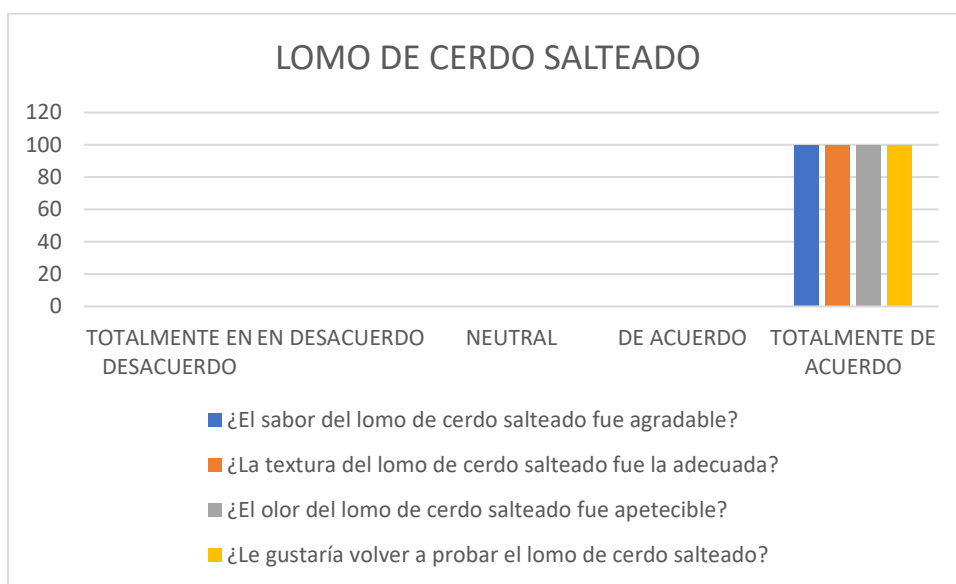 LOMO DE CERDO SALTEADO
120
100
80
60
40
20
0
TOTALMENTE EN DESACUERDO
EN DESACUERDO
NEUTRAL
DE ACUERDO
TOTALMENTE DE ACUERDO
¿El sabor del lomo de cerdo salteado fue agradable?
¿La textura del lomo de cerdo salteado fue la adecuada?
¿El olor del lomo de cerdo salteado fue apetecible?
¿Le gustaría volver a probar el lomo de cerdo salteado?